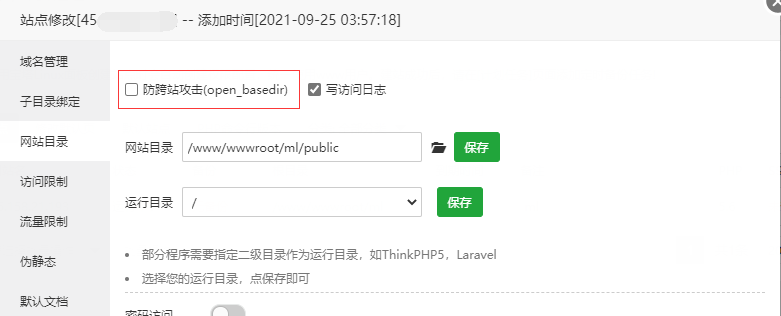 站点修改[45 ] -- 添加时间[2021-09-25 03:57:18]
域名管理
子目录绑定
网站目录
访问限制
流量限制
伪静态
默认文档
防跨站攻击(open_basedir) 写访问日志
网站目录 /www/wwwroot/ml/public 保存
运行目录 / 保存
部分程序需要指定二级目录作为运行目录，如ThinkPHP5，Laravel
选择您的运行目录，点保存即可
密码访问